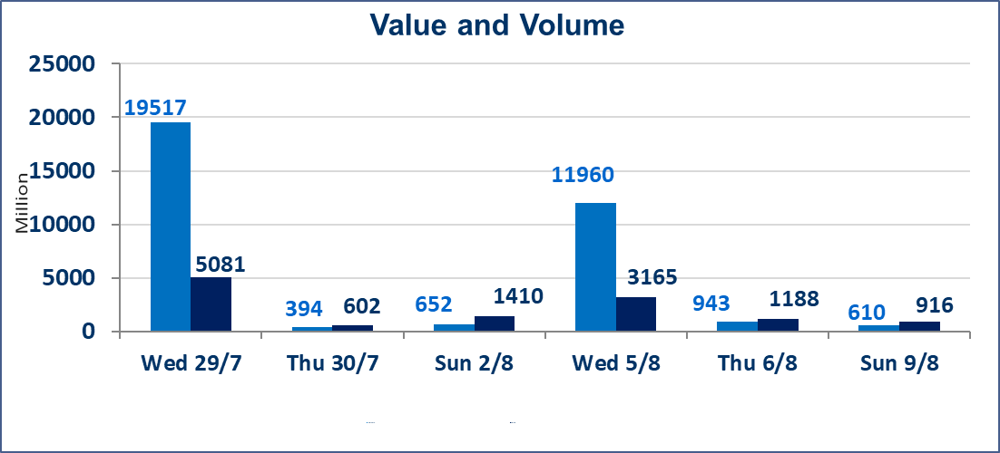 Value and Volume
25000
20000
15000
10000
5000
0
Million
19517
5081
394
602
652
1410
11960
3165
943
1188
610
916
Wed 29/7
Thu 30/7
Sun 2/8
Wed 5/8
Thu 6/8
Sun 9/8